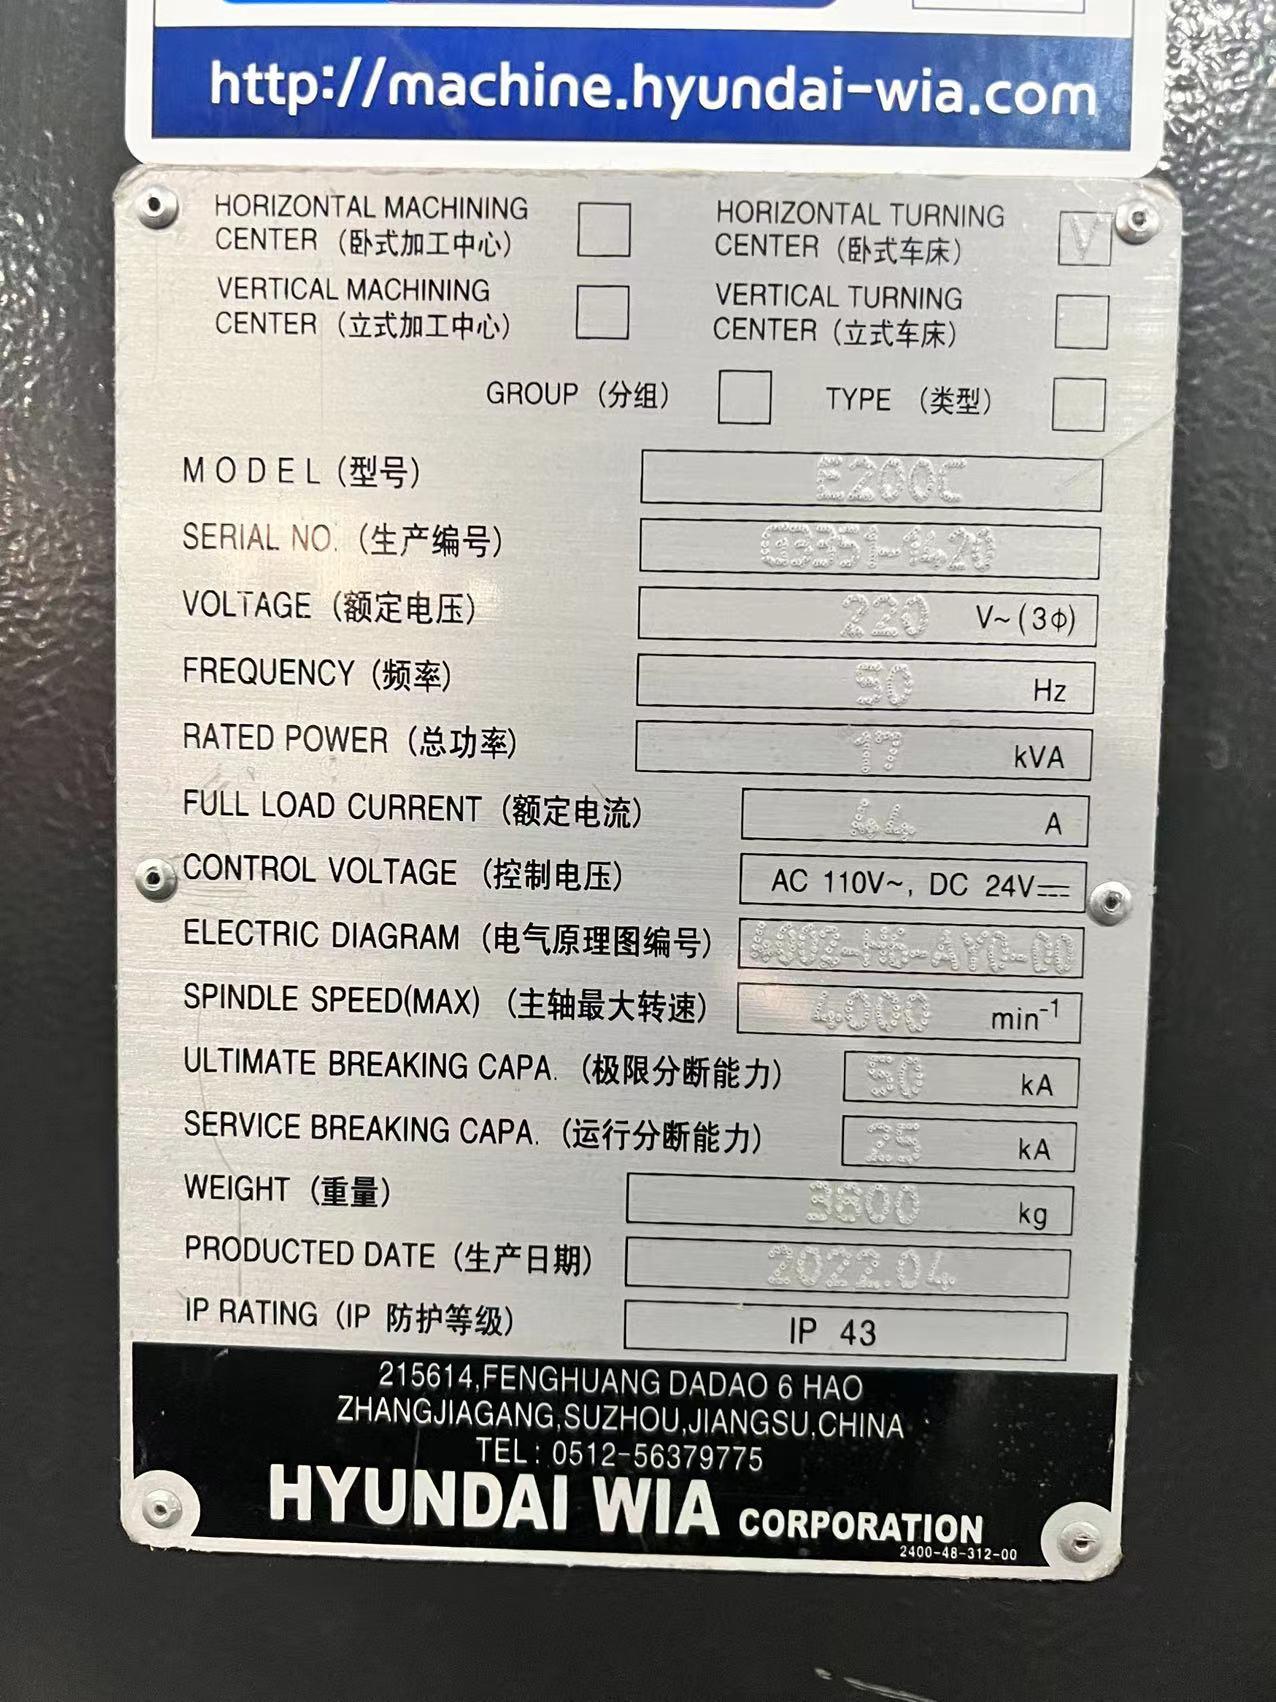 http://machine.hyundai-wia.com
HORIZONTAL MACHINING CENTER (卧式加工中心)
HORIZONTAL TURNING CENTER (卧式车床) V
VERTICAL MACHINING CENTER (立式加工中心)
VERTICAL TURNING CENTER (立式车床)
GROUP (分组) TYPE (类型)
MODEL (型号) E200C
SERIAL NO. (生产编号) G3351-1420
VOLTAGE (额定电压) 220 V~(3Φ)
FREQUENCY (频率) 50 Hz
RATED POWER (总功率) 17 kVA
FULL LOAD CURRENT (额定电流) 44 A
CONTROL VOLTAGE (控制电压) AC 110V~, DC 24V⎓
ELECTRIC DIAGRAM (电气原理图编号)
SPINDLE SPEED(MAX) (主轴最大转速) 4000 min⁻¹
ULTIMATE BREAKING CAPA. (极限分断能力) 50 kA
SERVICE BREAKING CAPA. (运行分断能力) 25 kA
WEIGHT (重量) 3800 kg
PRODUCTED DATE (生产日期) 2022.04
IP RATING (IP 防护等级) IP 43
215614,FENGHUANG DADAO 6 HAO
ZHANGJIAGANG,SUZHOU,JIANGSU,CHINA
TEL: 0512-56379775
HYUNDAI WIA CORPORATION
2400-48-312-00